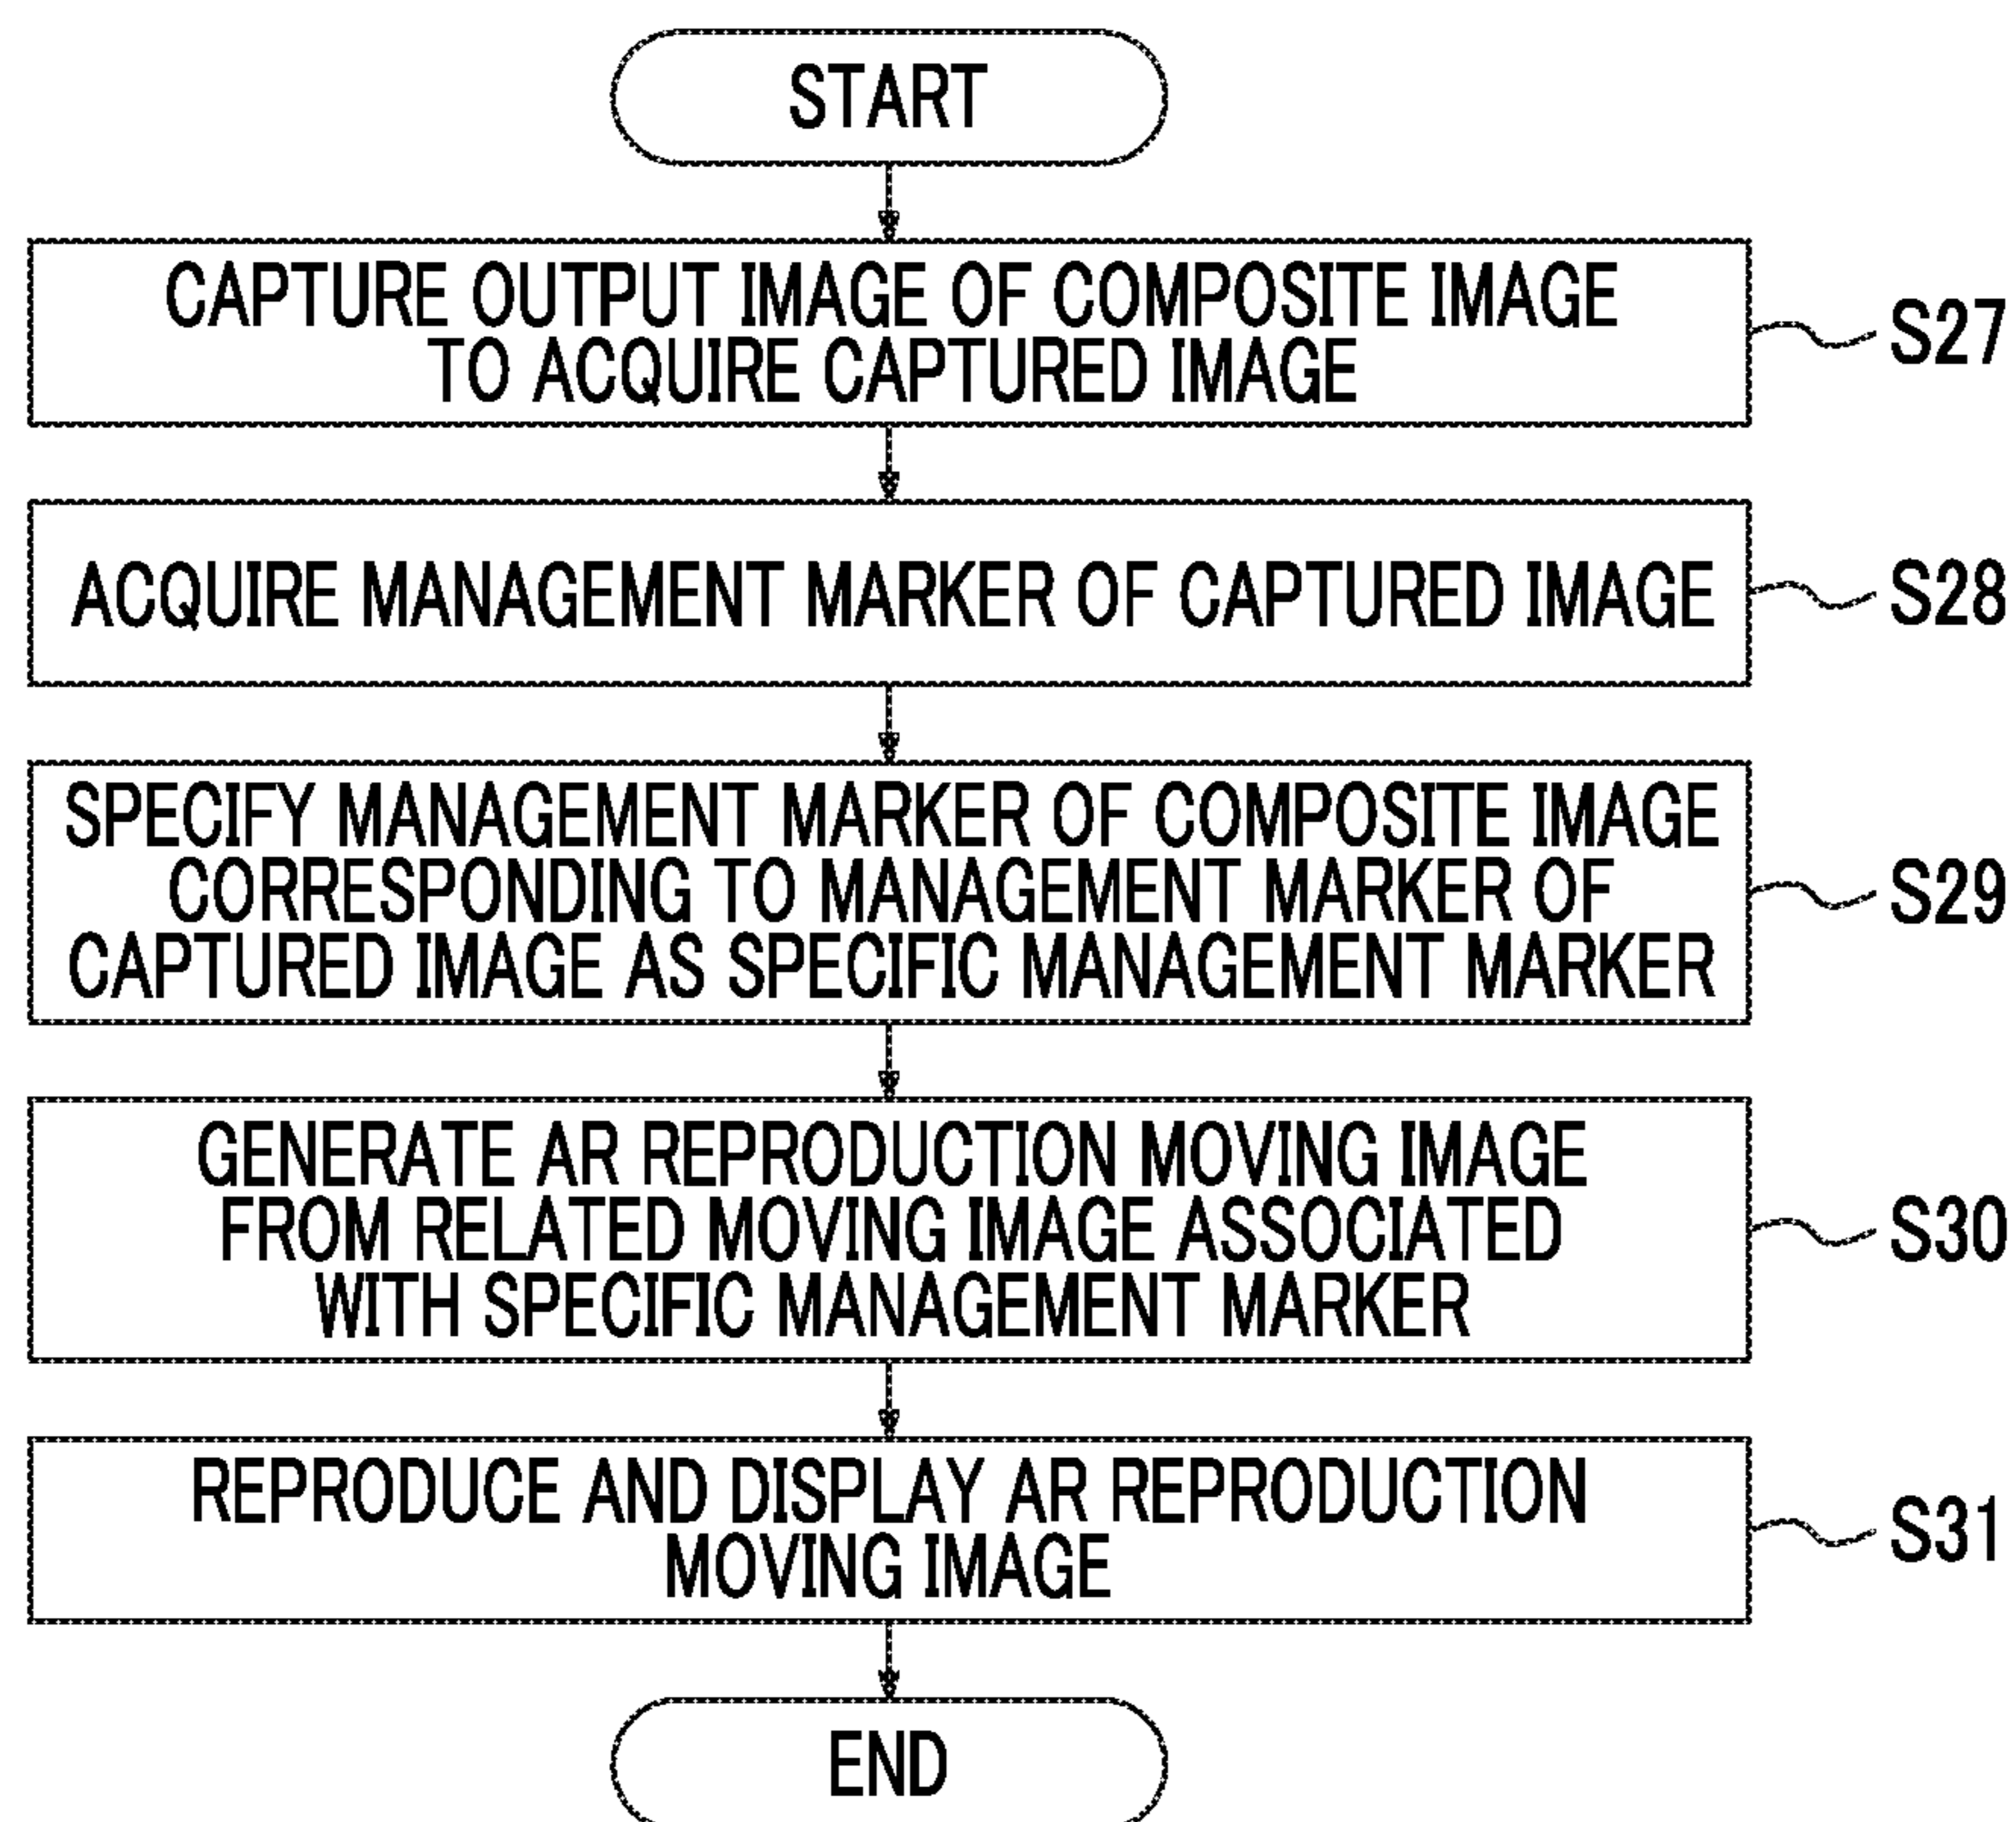 START
CAPTURE OUTPUT IMAGE OF COMPOSITE IMAGE
TO ACQUIRE CAPTURED IMAGE
S27
ACQUIRE MANAGEMENT MARKER OF CAPTURED IMAGE
S28
SPECIFY MANAGEMENT MARKER OF COMPOSITE IMAGE
CORRESPONDING TO MANAGEMENT MARKER OF
CAPTURED IMAGE AS SPECIFIC MANAGEMENT MARKER
S29
GENERATE AR REPRODUCTION MOVING IMAGE
FROM RELATED MOVING IMAGE ASSOCIATED
WITH SPECIFIC MANAGEMENT MARKER
S30
REPRODUCE AND DISPLAY AR REPRODUCTION
MOVING IMAGE
S31
END